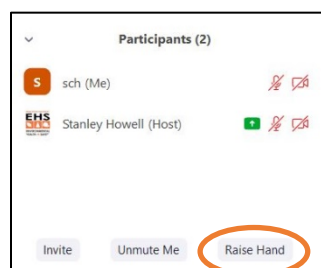 Participants (2)
S sch (Me)
EHS Stanley Howell (Host)
Invite Unmute Me Raise Hand